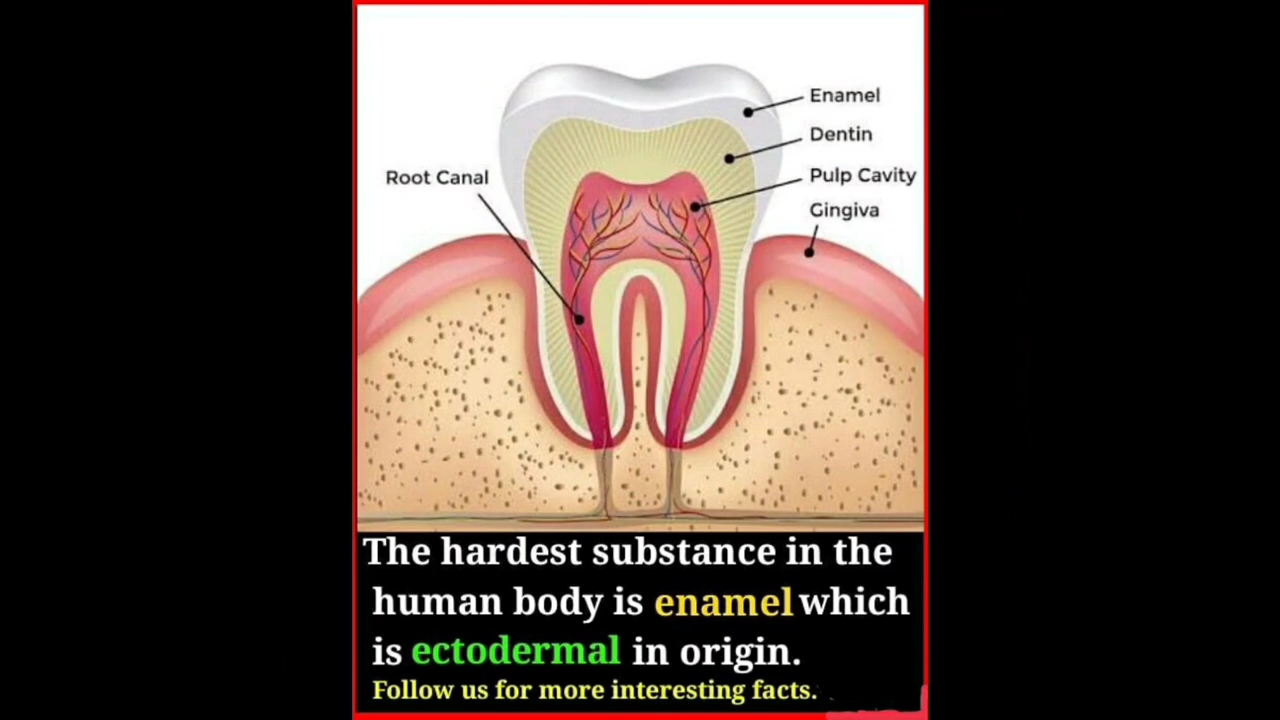 Enamel
Dentin
Root Canal
Pulp Cavity
Gingiva
The hardest substance in the
human body is enamel which
is ectodermal in origin.
Follow us for more interesting facts.